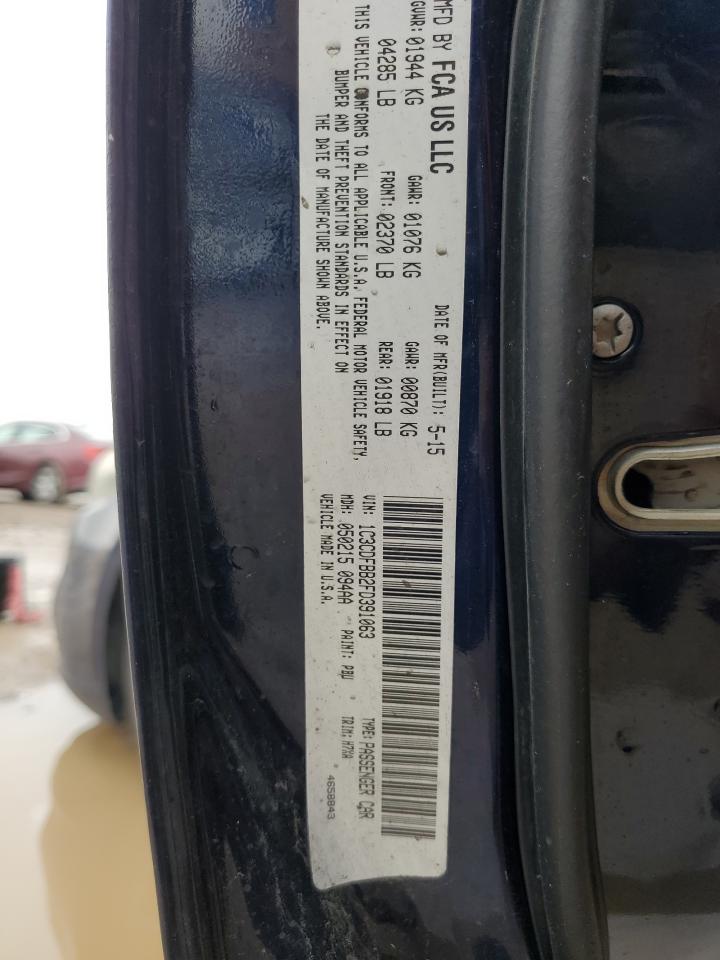 MFD BY FCA US LLC
DATE OF MFR(BUILT): 5-15
GVWR: 01944 KG GAWR: 01076 KG GAWR: 00870 KG
04285 LB FRONT: 02370 LB REAR: 01918 LB
THIS VEHICLE CONFORMS TO ALL APPLICABLE U.S.A. FEDERAL MOTOR VEHICLE SAFETY,
BUMPER AND THEFT PREVENTION STANDARDS IN EFFECT ON
THE DATE OF MANUFACTURE SHOWN ABOVE.
VIN: 1C3CDFBB2FD391063 TYPE: PASSENGER CAR
MDH: 050215 094AA PAINT: PBU TRIM:
VEHICLE MADE IN U.S.A.
4658843